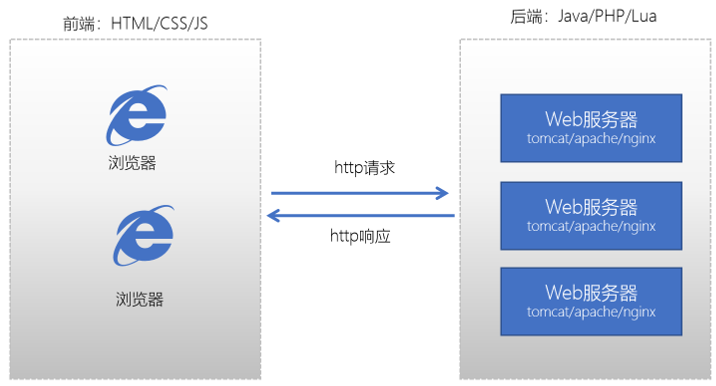 前端：HTML/CSS/JS
后端：Java/PHP/Lua
浏览器
浏览器
http请求
http响应
Web服务器
tomcat/apache/nginx
Web服务器
tomcat/apache/nginx
Web服务器
tomcat/apache/nginx